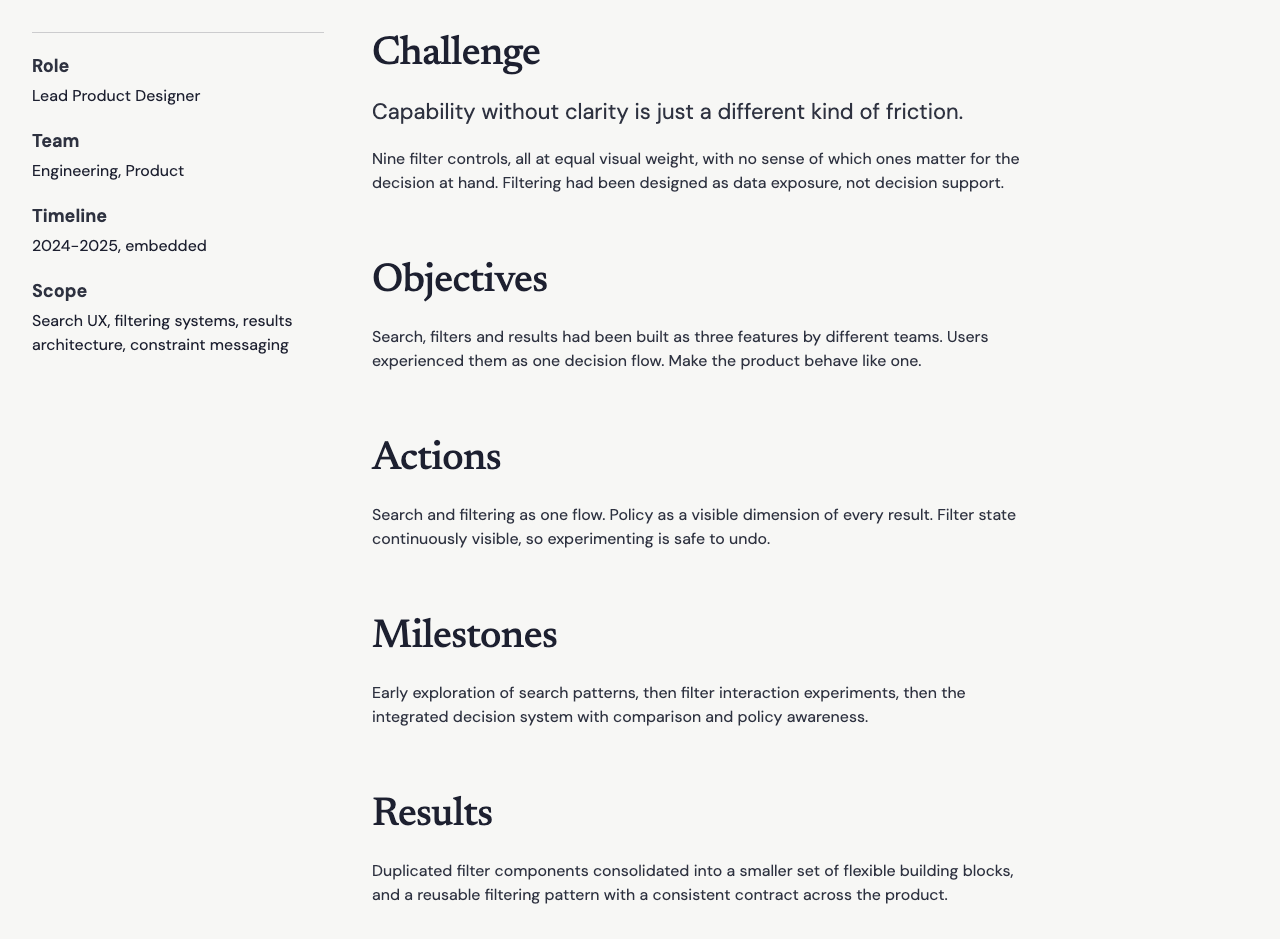 Role
Lead Product Designer
Team
Engineering, Product
Timeline
2024–2025, embedded
Scope
Search UX, filtering systems, results
architecture, constraint messaging
Challenge
Capability without clarity is just a different kind of friction.
Nine filter controls, all at equal visual weight, with no sense of which ones matter for the
decision at hand. Filtering had been designed as data exposure, not decision support.
Objectives
Search, filters and results had been built as three features by different teams. Users
experienced them as one decision flow. Make the product behave like one.
Actions
Search and filtering as one flow. Policy as a visible dimension of every result. Filter state
continuously visible, so experimenting is safe to undo.
Milestones
Early exploration of search patterns, then filter interaction experiments, then the
integrated decision system with comparison and policy awareness.
Results
Duplicated filter components consolidated into a smaller set of flexible building blocks,
and a reusable filtering pattern with a consistent contract across the product.